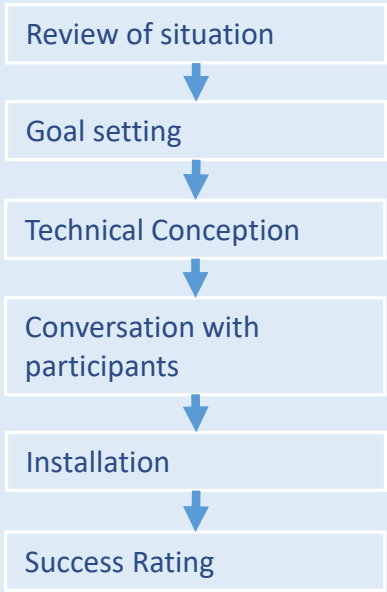 Review of situation
Goal setting
Technical Conception
Conversation with
participants
Installation
Success Rating